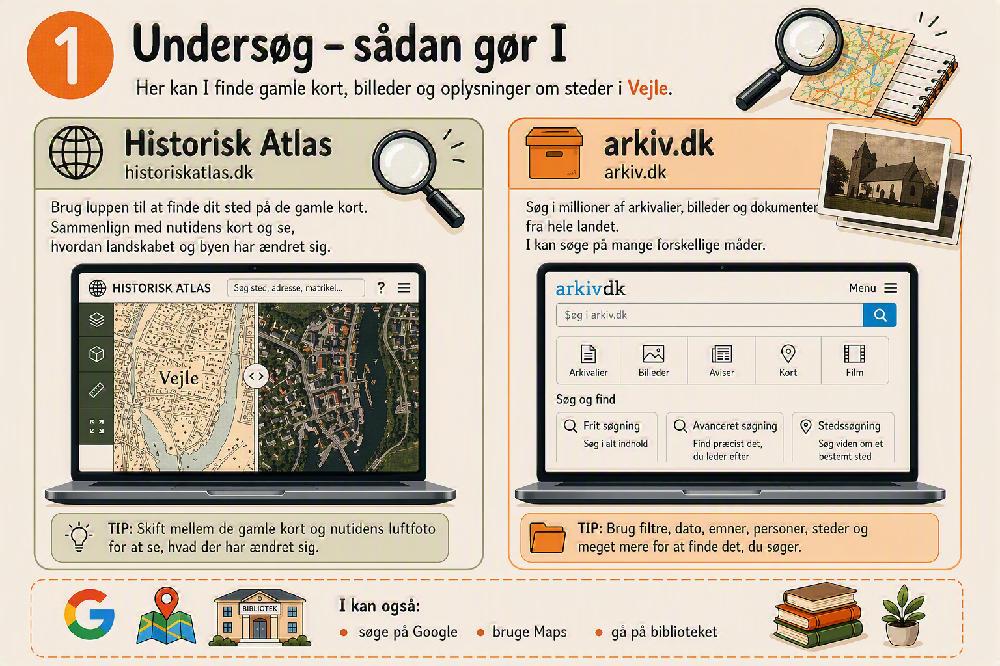 1
Undersøg – sådan gør I
Her kan I finde gamle kort, billeder og oplysninger om steder i Vejle.
Historisk Atlas
historiskatlas.dk
Brug luppen til at finde dit sted på de gamle kort.
Sammenlign med nutidens kort og se,
hvordan landskabet og byen har ændret sig.
HISTORISK ATLAS
Søg sted, adresse, matrikel...
?
Vejle
TIP: Skift mellem de gamle kort og nutidens luftfoto
for at se, hvad der har ændret sig.
arkiv.dk
arkiv.dk
Søg i millioner af arkivalier, billeder og dokumenter
fra hele landet.
I kan søge på mange forskellige måder.
arkivdk
Menu
$øg i arkiv.dk
Arkivalier
Billeder
Aviser
Kort
Film
Søg og find
Frit søgning
Søg i alt indhold
Avanceret søgning
Find præcist det,
du leder efter
Stedssøgning
Søg viden om et
bestemt sted
TIP: Brug filtre, dato, emner, personer, steder og
meget mere for at finde det, du søger.
G
BIBLIOTEK
I kan også:
• søge på Google • bruge Maps • gå på biblioteket